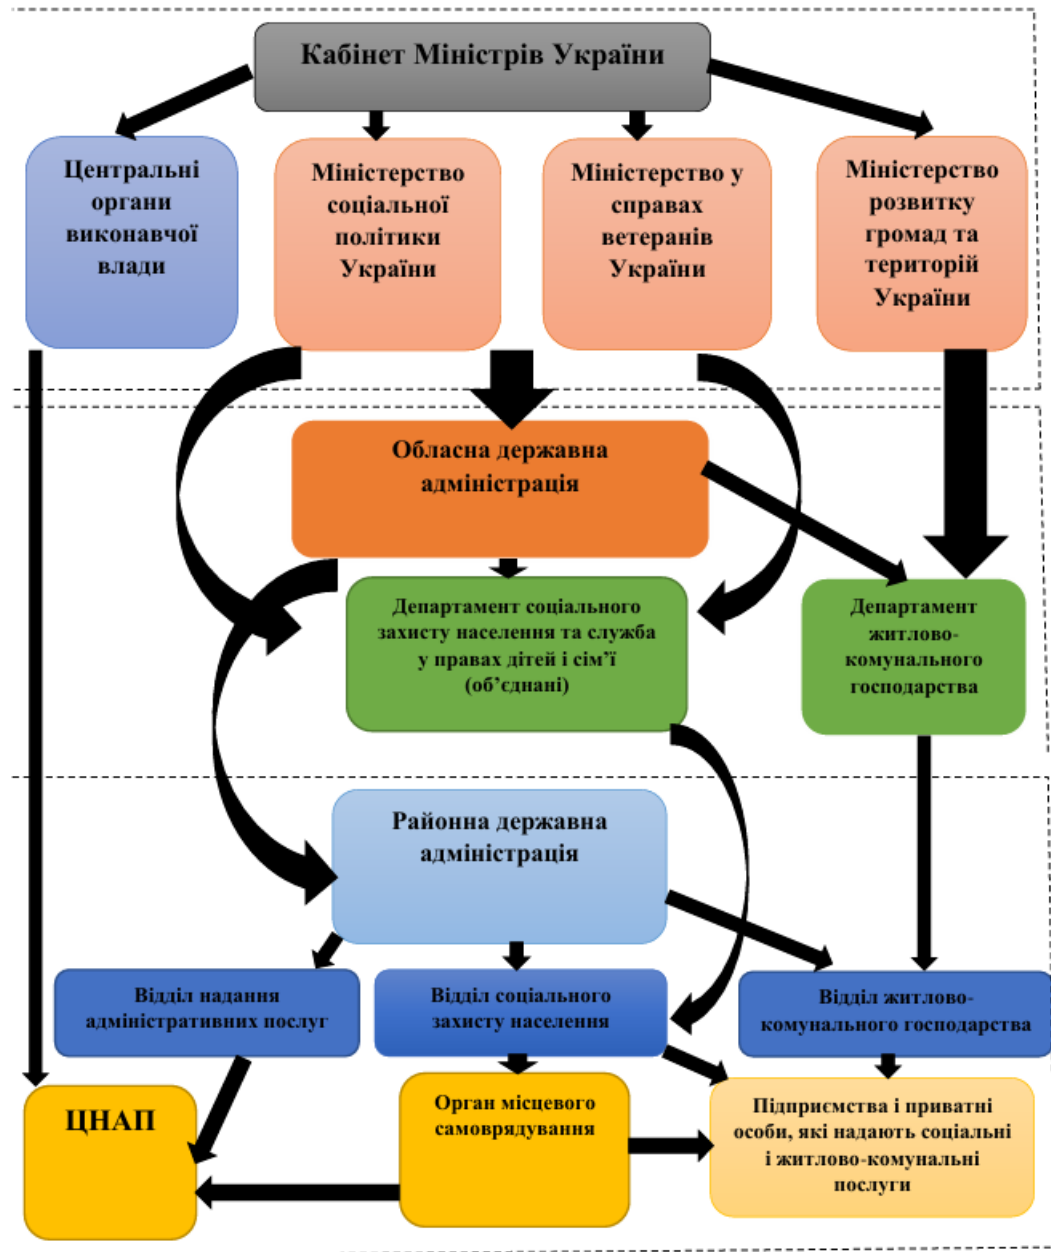 Кабінет Міністрів України
Центральні
органи
виконавчої
влади
Міністерство
соціальної
політики
України
Міністерство у
справах
ветеранів
України
Міністерство
розвитку
громад та
територій
України
Обласна державна
адміністрація
Департамент соціального
захисту населення та служба
у правах дітей і сім’ї
(об’єднані)
Департамент
житлово-
комунального
господарства
Районна державна
адміністрація
Відділ надання
адміністративних послуг
Відділ соціального
захисту населення
Відділ житлово-
комунального господарства
ЦНАП
Орган місцевого
самоврядування
Підприємства і приватні
особи, які надають соціальні
і житлово-комунальні
послуги